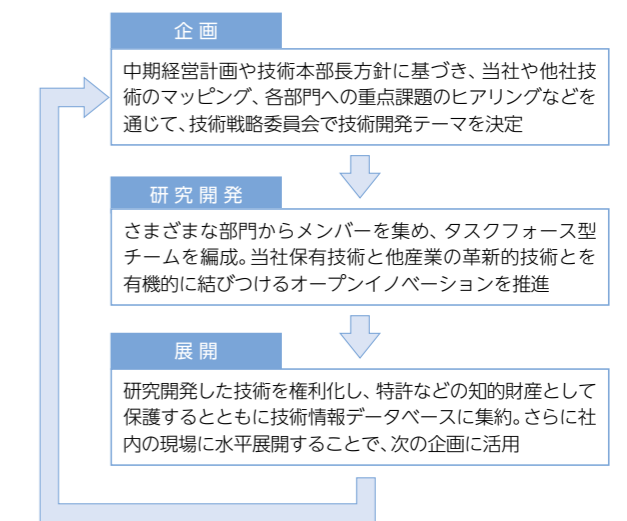 企画
中期経営計画や技術本部長方針に基づき、当社や他社技
術のマッピング、各部門への重点課題のヒアリングなどを
通じて、技術戦略委員会で技術開発テーマを決定
研究開発
さまざまな部門からメンバーを集め、タスクフォース型
チームを編成。当社保有技術と他産業の革新的技術とを
有機的に結びつけるオープンイノベーションを推進
展開
研究開発した技術を権利化し、特許などの知的財産として
保護するとともに技術情報データベースに集約。さらに社
内の現場に水平展開することで、次の企画に活用